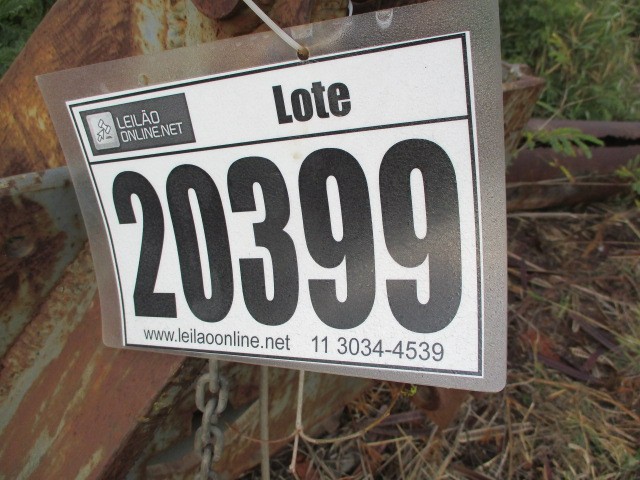 LEILÃO
ONLINE.NET
Lote
20399
www.leilaoonline.net 11 3034-4539